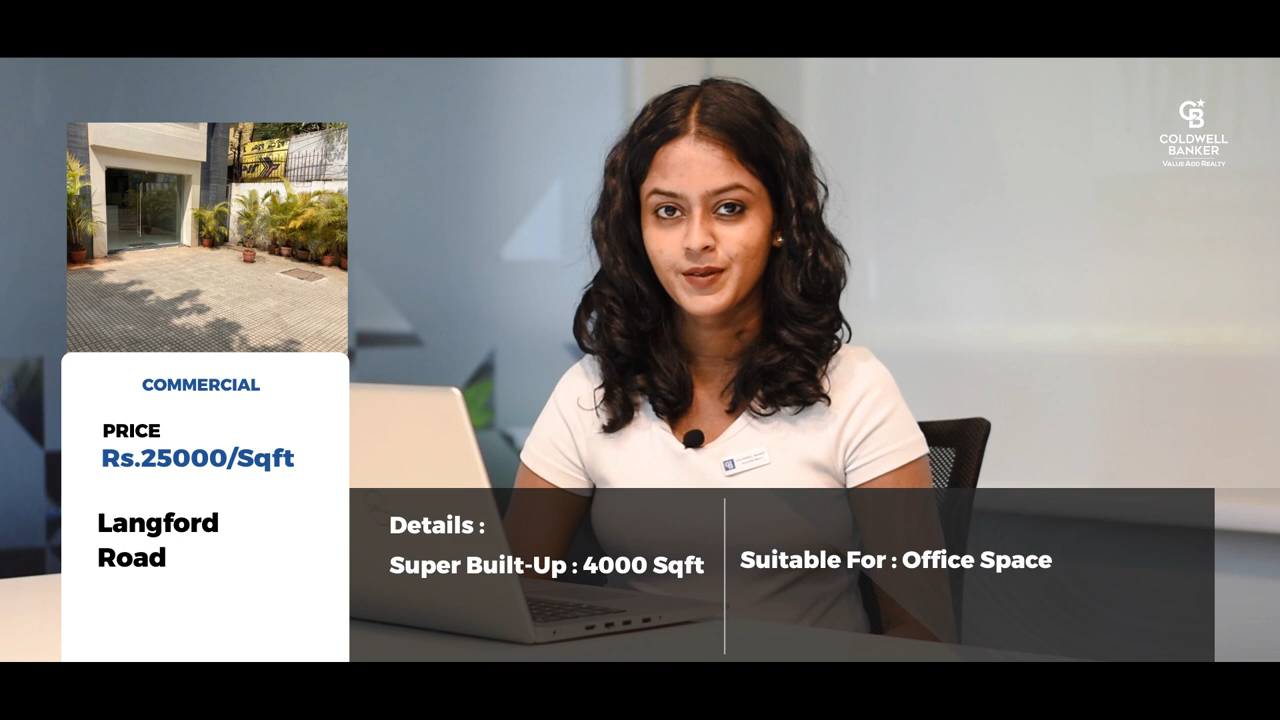 COLDWELL
BANKER
VALUE ADD REALTY
COMMERCIAL
PRICE
Rs.25000/Sqft
Langford
Road
Details :
Super Built-Up : 4000 Sqft
Suitable For : Office Space